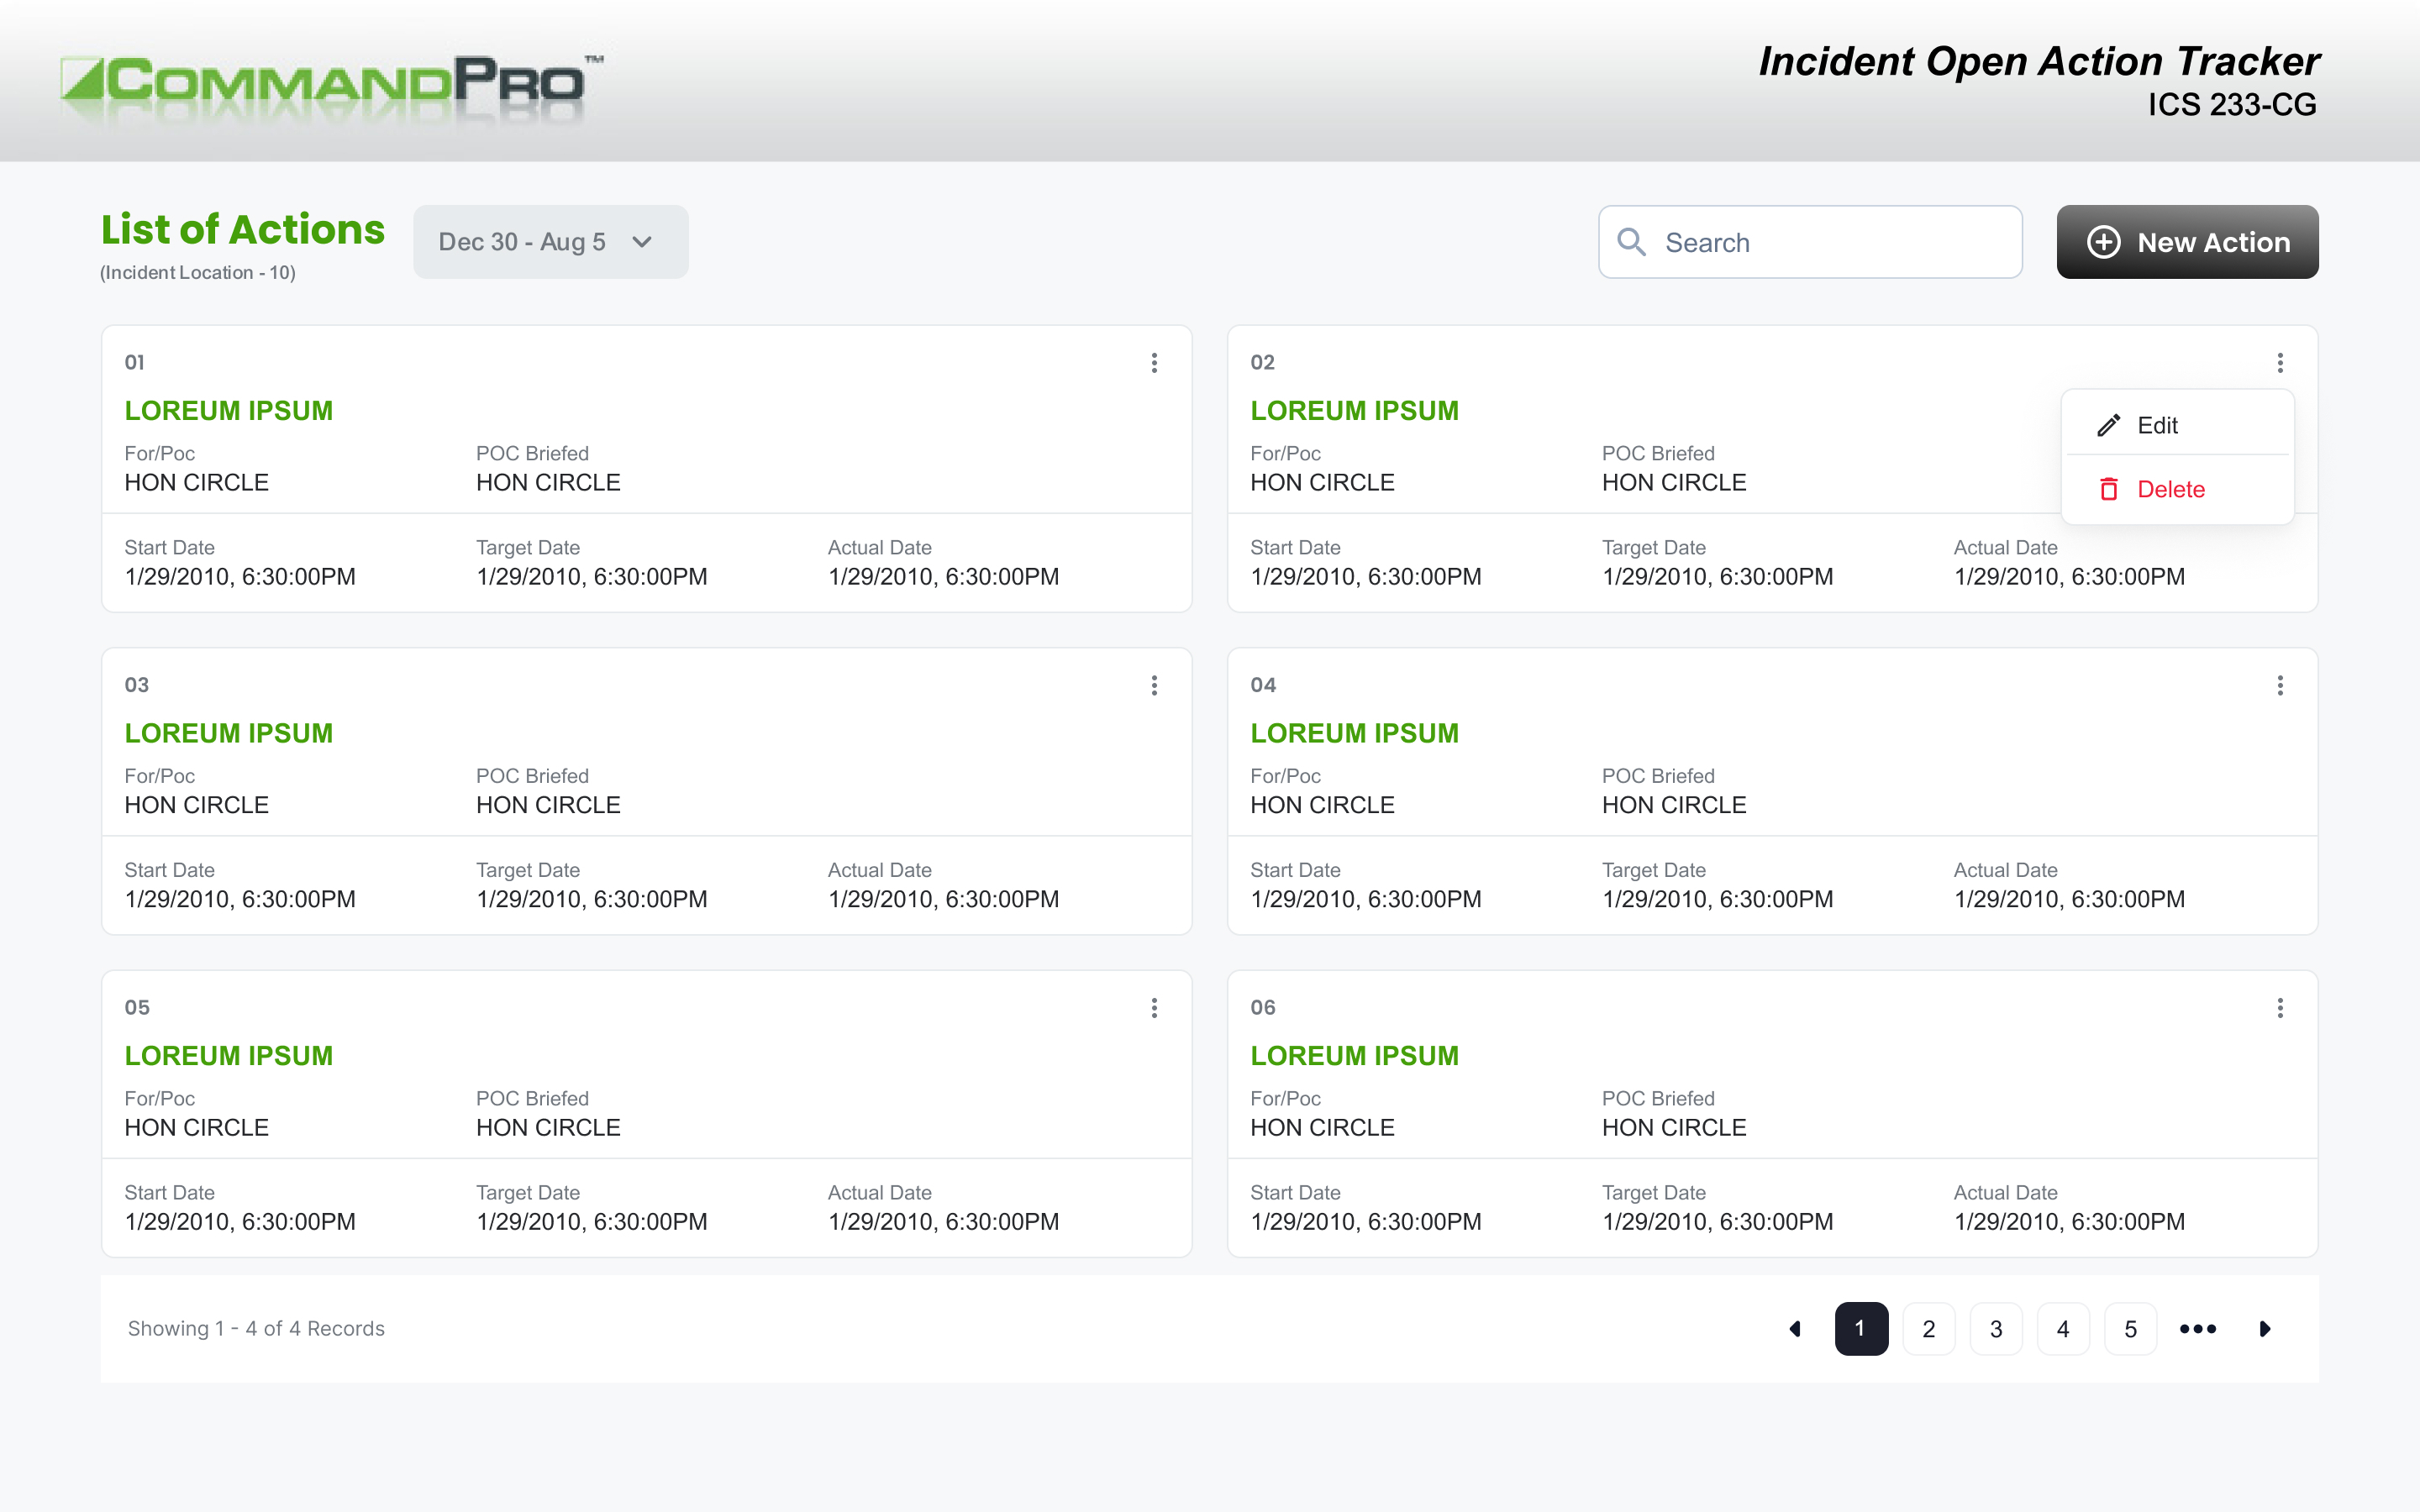 COMMANDPRO™
Incident Open Action Tracker
ICS 233-CG
List of Actions
(Incident Location - 10)
Dec 30 - Aug 5
Search
New Action
01
LOREUM IPSUM
For/Poc POC Briefed
HON CIRCLE HON CIRCLE
Start Date Target Date Actual Date
1/29/2010, 6:30:00PM 1/29/2010, 6:30:00PM 1/29/2010, 6:30:00PM
02
LOREUM IPSUM
For/Poc POC Briefed
HON CIRCLE HON CIRCLE
Edit
Delete
Start Date Target Date Actual Date
1/29/2010, 6:30:00PM 1/29/2010, 6:30:00PM 1/29/2010, 6:30:00PM
03
LOREUM IPSUM
For/Poc POC Briefed
HON CIRCLE HON CIRCLE
Start Date Target Date Actual Date
1/29/2010, 6:30:00PM 1/29/2010, 6:30:00PM 1/29/2010, 6:30:00PM
04
LOREUM IPSUM
For/Poc POC Briefed
HON CIRCLE HON CIRCLE
Start Date Target Date Actual Date
1/29/2010, 6:30:00PM 1/29/2010, 6:30:00PM 1/29/2010, 6:30:00PM
05
LOREUM IPSUM
For/Poc POC Briefed
HON CIRCLE HON CIRCLE
Start Date Target Date Actual Date
1/29/2010, 6:30:00PM 1/29/2010, 6:30:00PM 1/29/2010, 6:30:00PM
06
LOREUM IPSUM
For/Poc POC Briefed
HON CIRCLE HON CIRCLE
Start Date Target Date Actual Date
1/29/2010, 6:30:00PM 1/29/2010, 6:30:00PM 1/29/2010, 6:30:00PM
Showing 1 - 4 of 4 Records
1 2 3 4 5 •••